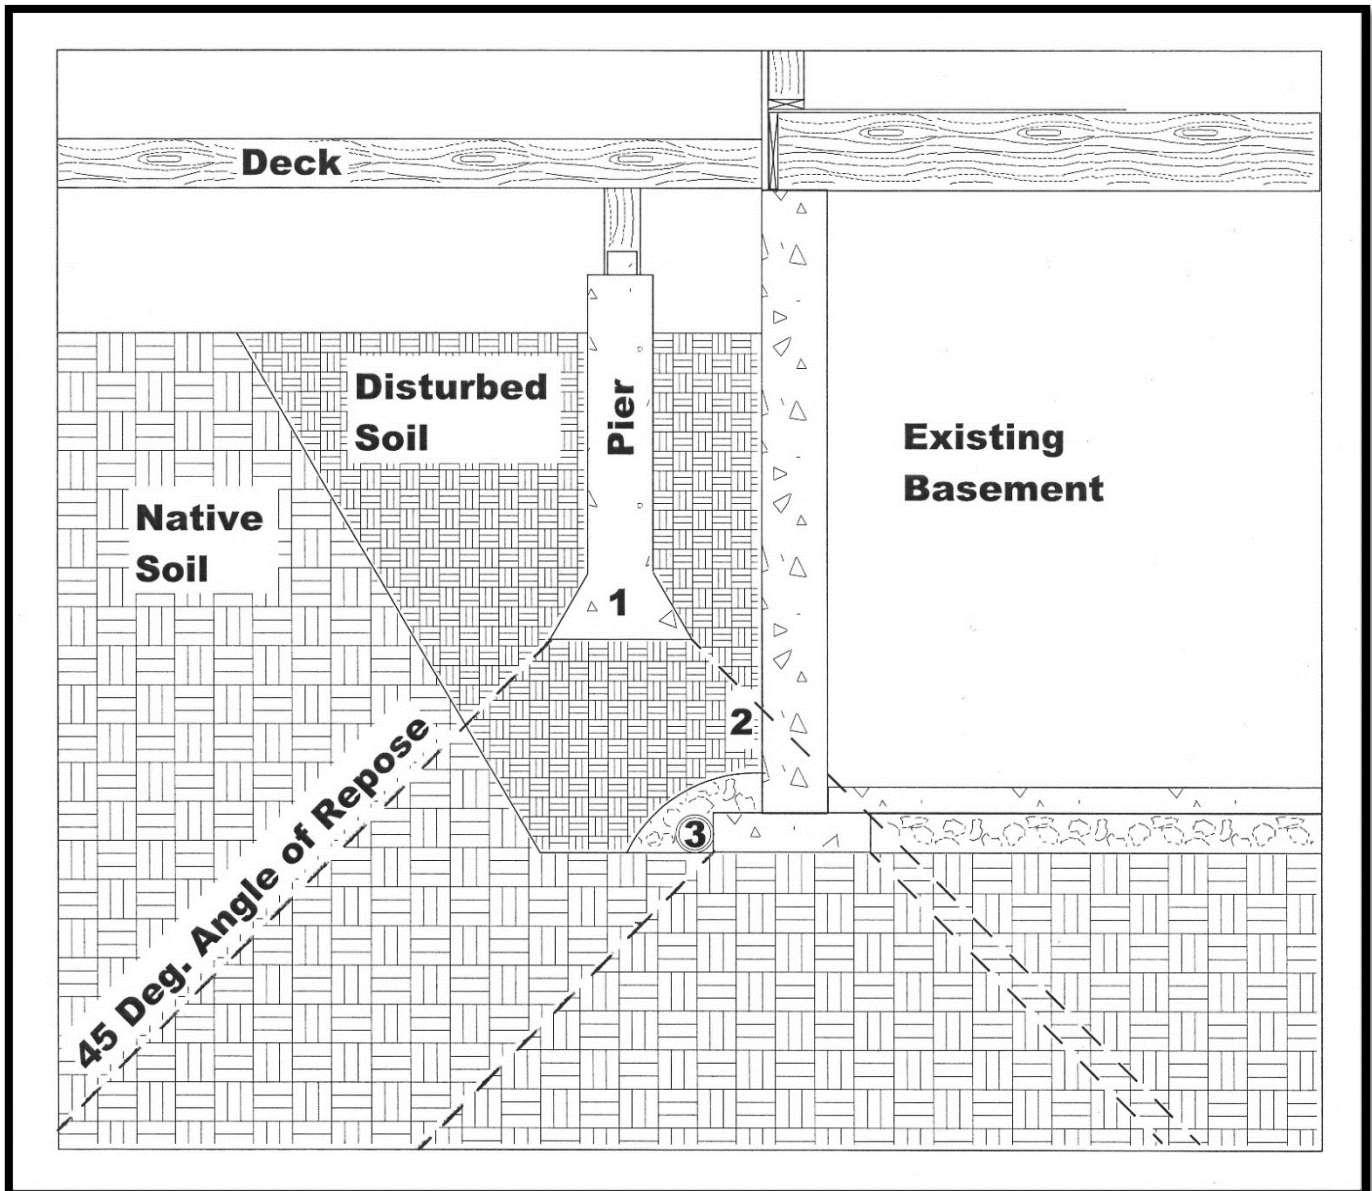 Deck
Disturbed
Soil
Pier
Existing
Basement
Native
Soil
1
2
45 Deg. Angle of Repose
3